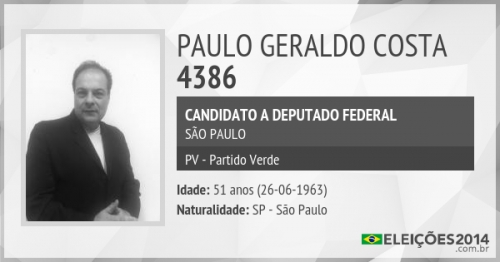 PAULO GERALDO COSTA
4386
CANDIDATO A DEPUTADO FEDERAL
SÃO PAULO
PV - Partido Verde
Idade: 51 anos (26-06-1963)
Naturalidade: SP - São Paulo
ELEIÇÕES2014
.com.br